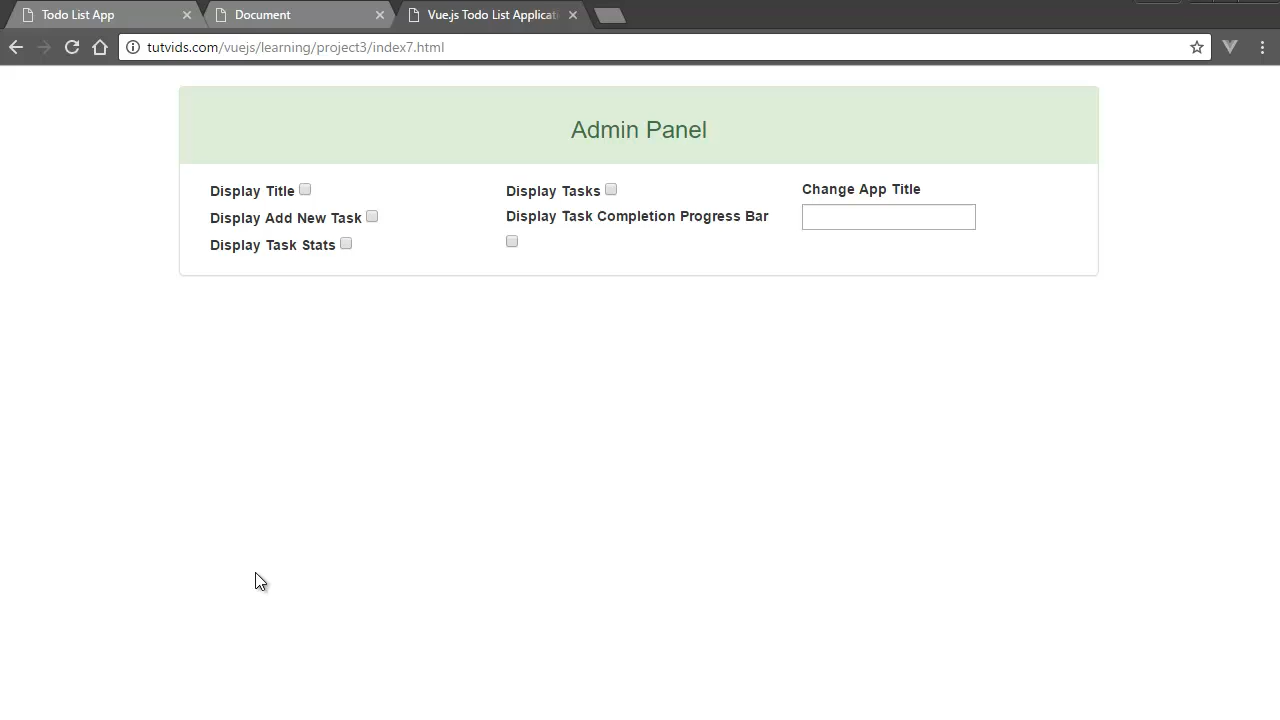 Todo List App
Document
Vue.js Todo List Applicati
tutvids.com/vuejs/learning/project3/index7.html
Admin Panel
Display Title
Display Add New Task
Display Task Stats
Display Tasks
Display Task Completion Progress Bar
Change App Title